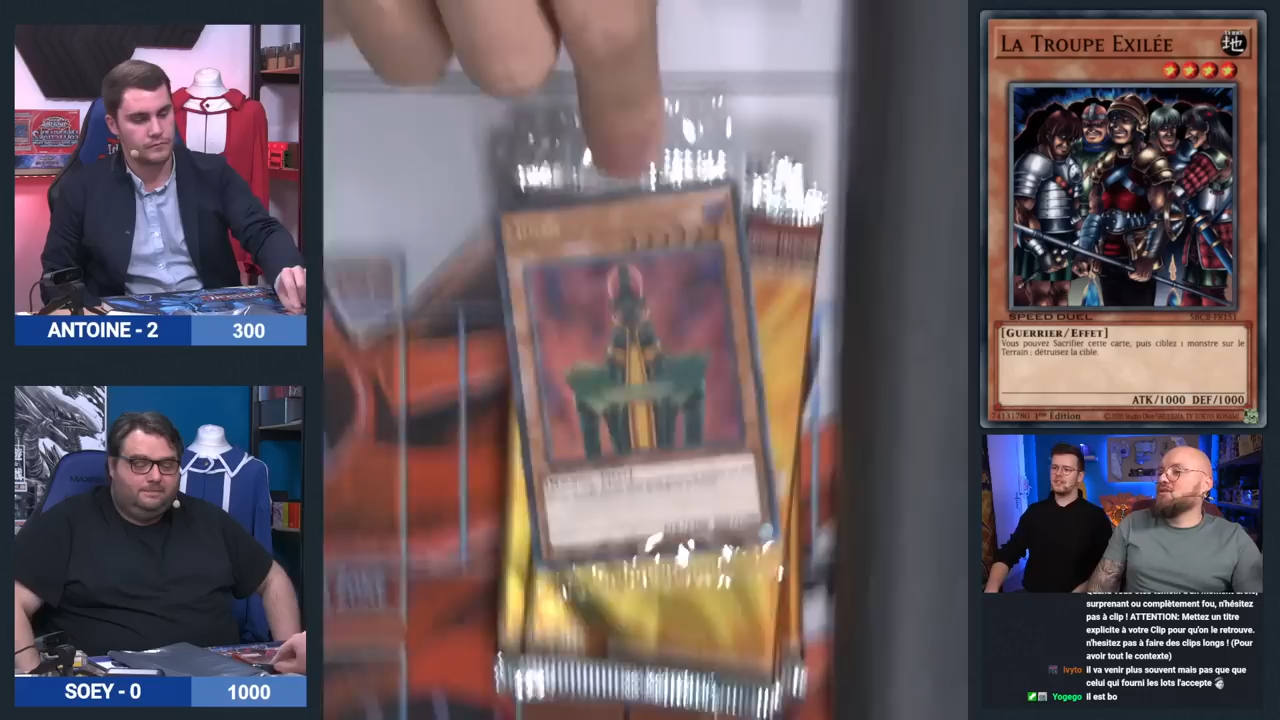 ANTOINE - 2
300
SOEY - 0
1000
LA TROUPE EXILÉE
SPEED DUEL
SBCB-FR151
[GUERRIER/EFFET]
Vous pouvez Sacrifier cette carte, puis ciblez 1 monstre sur le
Terrain ; détruisez la cible.
ATK/1000 DEF/1000
74131780
1re Édition
surprenant ou complètement fou, n'hésitez
pas à clip ! ATTENTION: Mettez un titre
explicite à votre Clip pour qu'on le retrouve.
n'hesitez pas à faire des clips longs ! (Pour
avoir tout le contexte)
Ivyto il va venir plus souvent mais pas que que
celui qui fourni les lots l'accepte
Yogego Il est bo